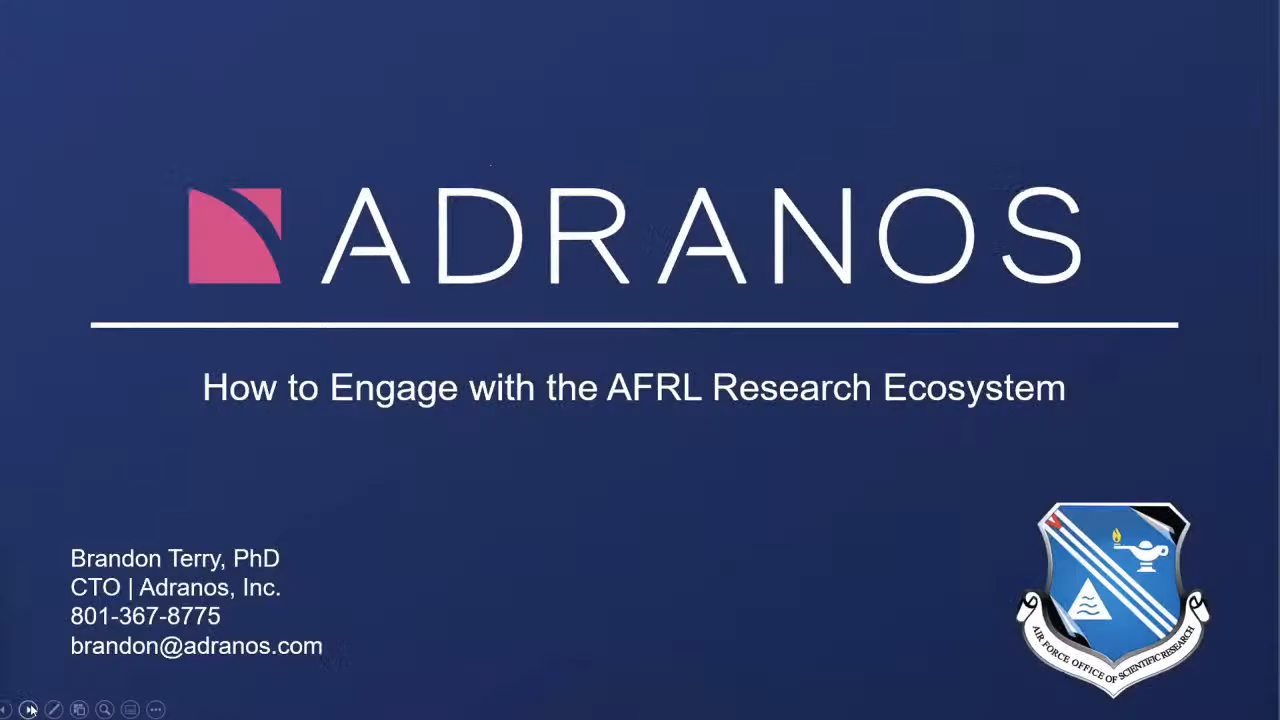 ADRANOS
How to Engage with the AFRL Research Ecosystem
Brandon Terry, PhD
CTO | Adranos, Inc.
801-367-8775
brandon@adranos.com
AIR FORCE OFFICE OF SCIENTIFIC RESEARCH